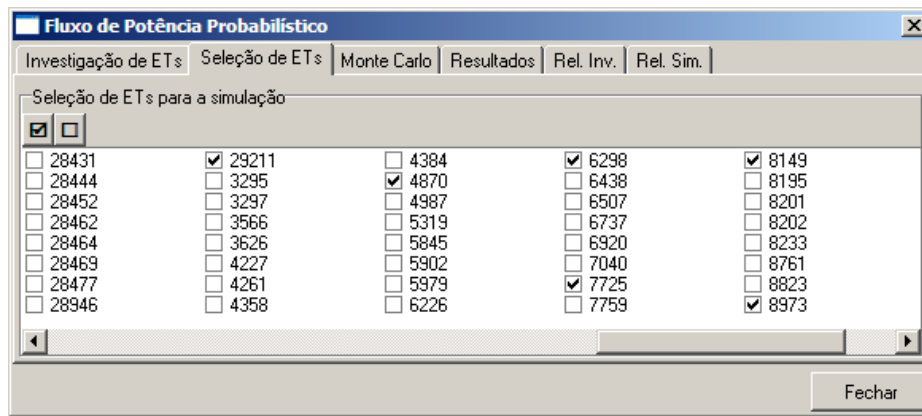 Fluxo de Potência Probabilístico
Investigação de ETs Seleção de ETs Monte Carlo Resultados Rel. Inv. Rel. Sim.
Seleção de ETs para a simulação
28431 29211 4384 6298 8149
28444 3295 4870 6438 8195
28452 3297 4987 6507 8201
28462 3566 5319 6737 8202
28464 3626 5845 6920 8233
28469 4227 5902 7040 8761
28477 4261 5979 7725 8823
28946 4358 6226 7759 8973
Fechar